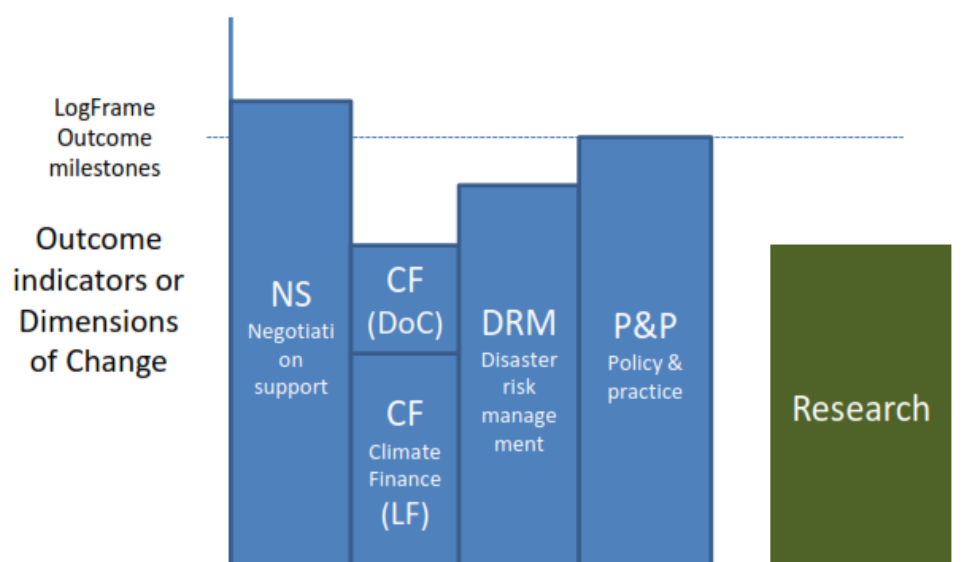 LogFrame
Outcome
milestones
Outcome
indicators or
Dimensions
of Change
NS
Negotiati
on
support
CF
(DoC)
CF
Climate
Finance
(LF)
DRM
Disaster
risk
manage
ment
P&P
Policy &
practice
Research